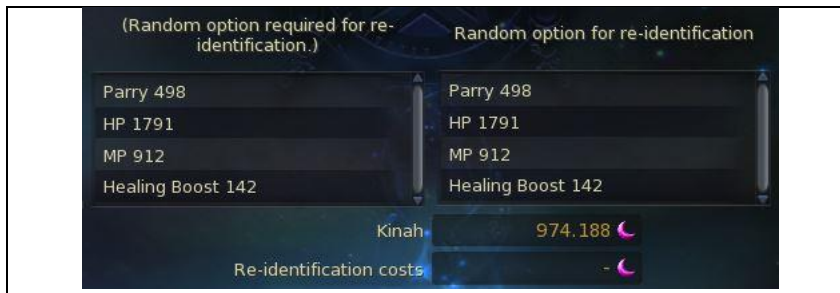 (Random option required for re-
identification.)
Random option for re-identification
Parry 498
HP 1791
MP 912
Healing Boost 142
Parry 498
HP 1791
MP 912
Healing Boost 142
Kinah 974.188
Re-identification costs -